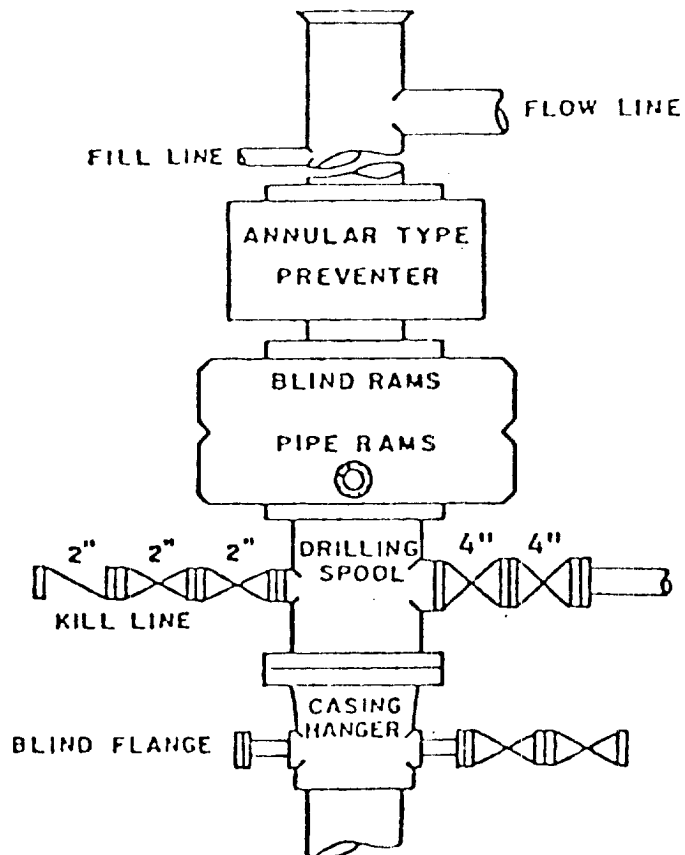 FLOW LINE
FILL LINE
ANNULAR TYPE
PREVENTER
BLIND RAMS
PIPE RAMS
2" 2" 2"
DRILLING
SPOOL
4" 4"
KILL LINE
CASING
HANGER
BLIND FLANGE